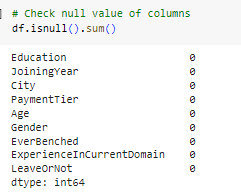 # Check null value of columns
df.isnull().sum()
Education 0
JoiningYear 0
City 0
PaymentTier 0
Age 0
Gender 0
EverBenched 0
ExperienceInCurrentDomain 0
LeaveOrNot 0
dtype: int64